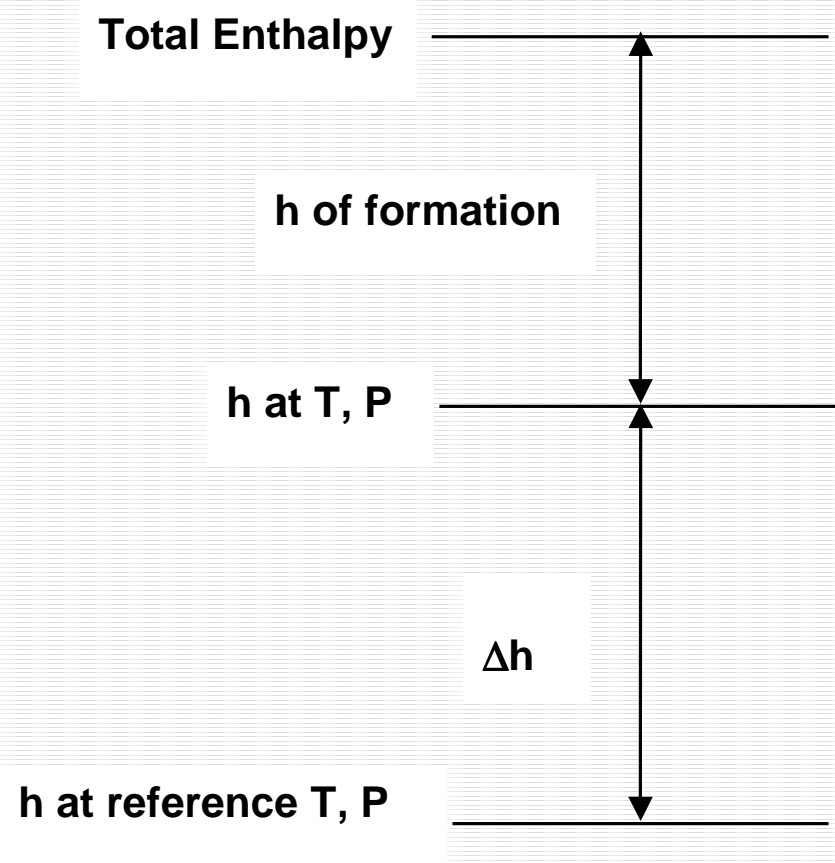 Total Enthalpy
h of formation
h at T, P
Δh
h at reference T, P